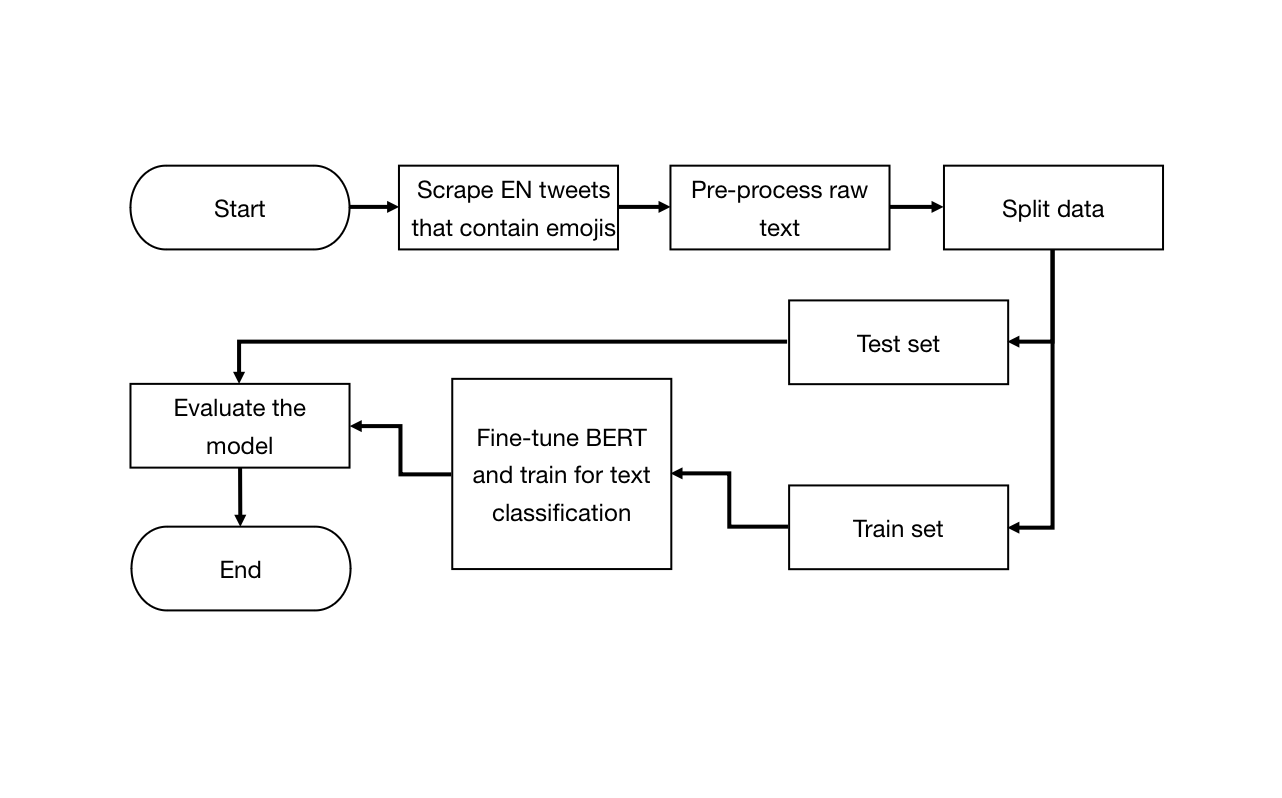 Start
Scrape EN tweets
that contain emojis
Pre-process raw
text
Split data
Test set
Evaluate the
model
Fine-tune BERT
and train for text
classification
Train set
End